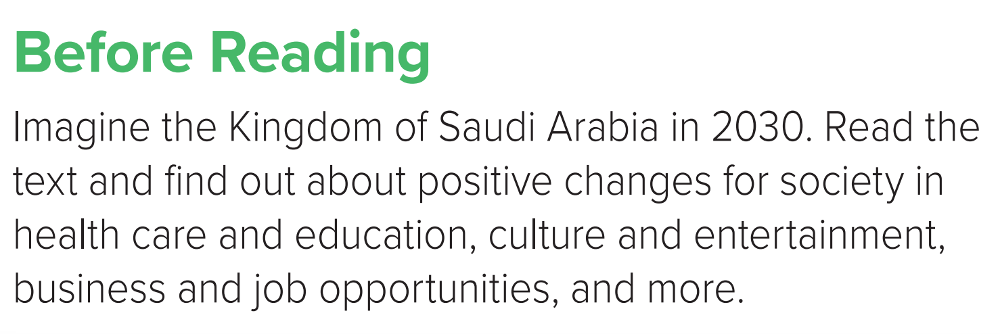 Before Reading
Imagine the Kingdom of Saudi Arabia in 2030. Read the
text and find out about positive changes for society in
health care and education, culture and entertainment,
business and job opportunities, and more.